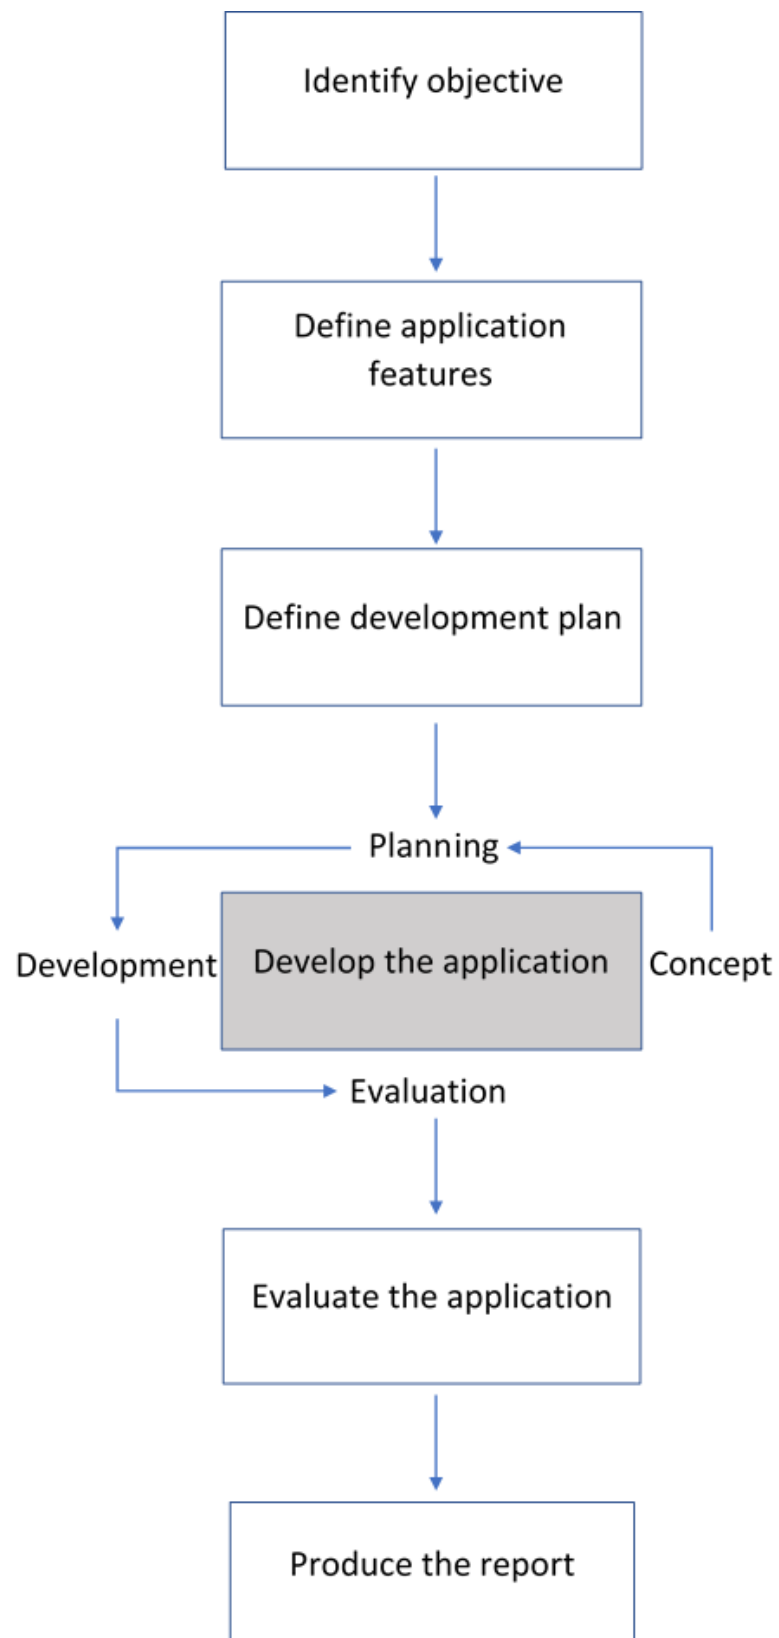 Identify objective
Define application
features
Define development plan
Planning
Development
Develop the application
Concept
Evaluation
Evaluate the application
Produce the report